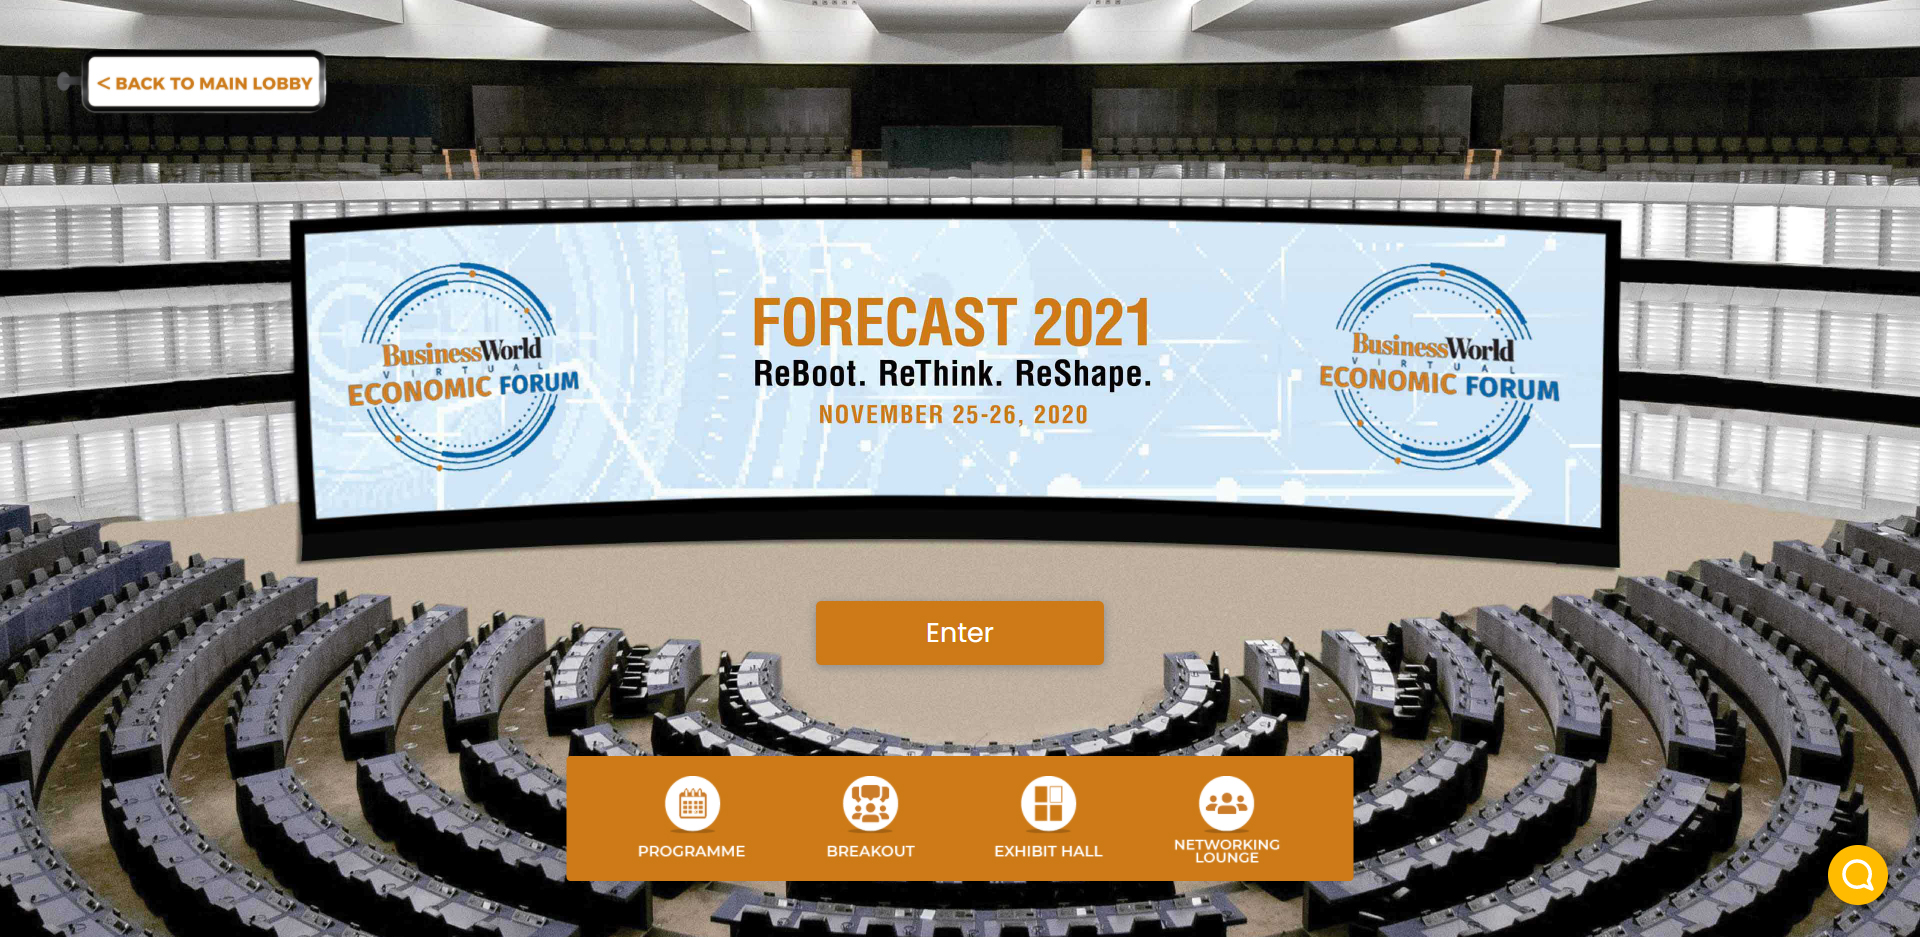 < BACK TO MAIN LOBBY
BusinessWorld
VIRTUAL
ECONOMIC FORUM
FORECAST 2021
ReBoot. ReThink. ReShape.
NOVEMBER 25-26, 2020
BusinessWorld
VIRTUAL
ECONOMIC FORUM
Enter
PROGRAMME
BREAKOUT
EXHIBIT HALL
NETWORKING
LOUNGE